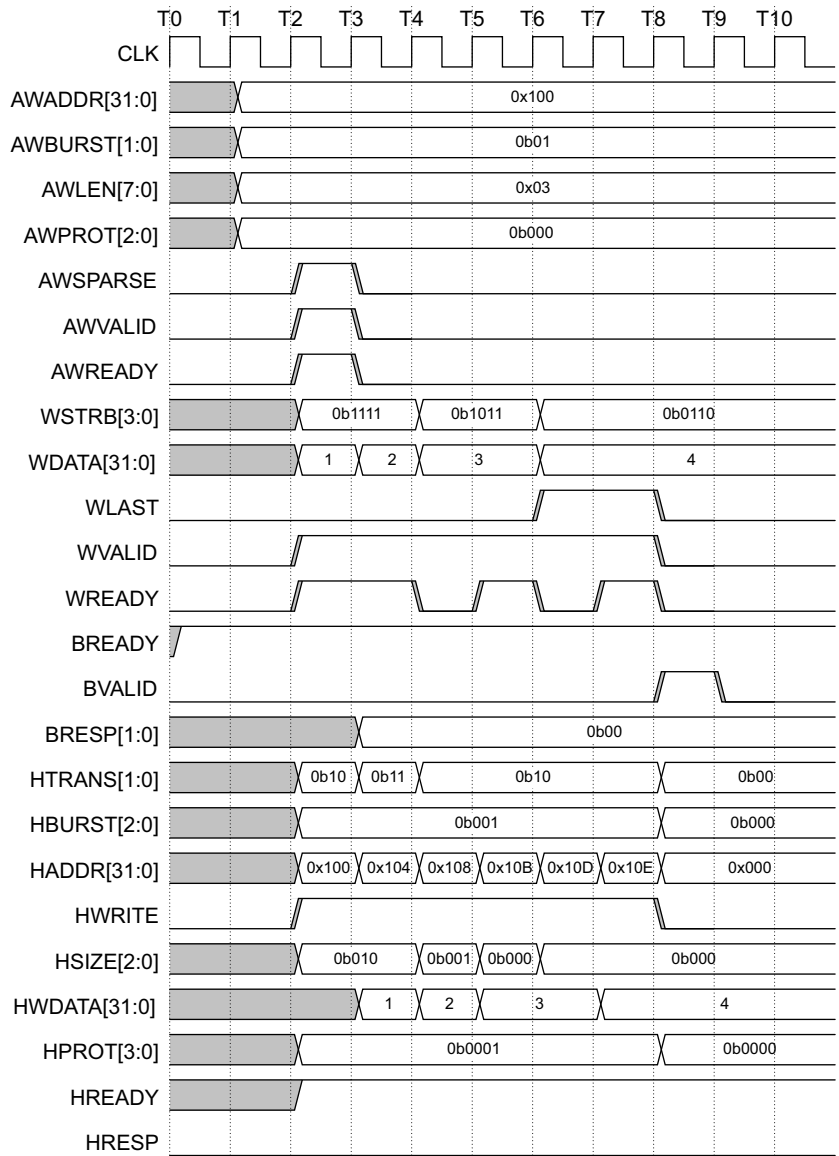 T0 T1 T2 T3 T4 T5 T6 T7 T8 T9 T10
CLK
AWADDR[31:0] 0x100
AWBURST[1:0] 0b01
AWLEN[7:0] 0x03
AWPROT[2:0] 0b000
AWSPARSE
AWVALID
AWREADY
WSTRB[3:0] 0b1111 0b1011 0b0110
WDATA[31:0] 1 2 3 4
WLAST
WVALID
WREADY
BREADY
BVALID
BRESP[1:0] 0b00
HTRANS[1:0] 0b10 0b11 0b10 0b00
HBURST[2:0] 0b001 0b000
HADDR[31:0] 0x100 0x104 0x108 0x10B 0x10D 0x10E 0x000
HWRITE
HSIZE[2:0] 0b010 0b001 0b000 0b000
HWDATA[31:0] 1 2 3 4
HPROT[3:0] 0b0001 0b0000
HREADY
HRESP